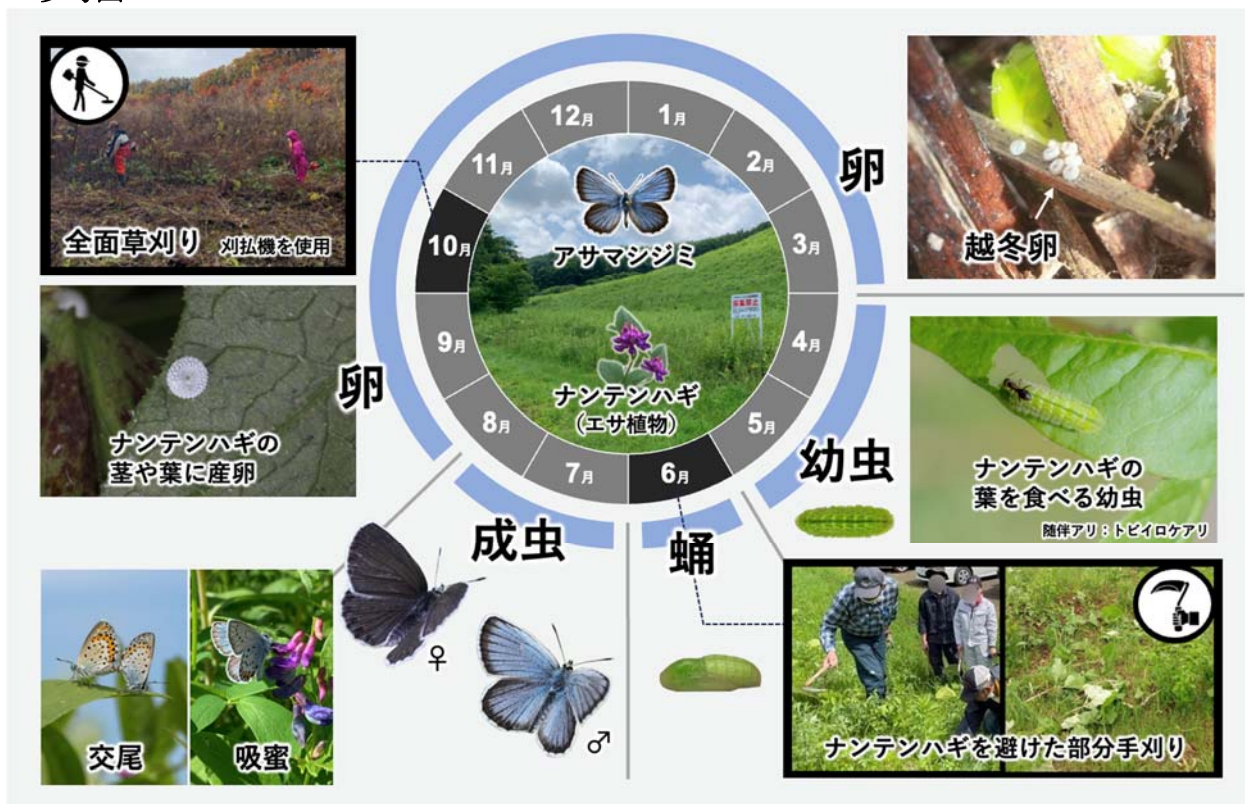 12月
1月
2月
3月
4月
5月
6月
7月
8月
9月
10月
11月
アサマシジミ
ナンテンハギ
(エサ植物)
全面草刈り 刈払機を使用
卵
越冬卵
ナンテンハギの
葉を食べる幼虫
随伴アリ:トビイロケアリ
幼虫
蛹
ナンテンハギを避けた部分手刈り
成虫
♀
♂
交尾
吸蜜
卵
ナンテンハギの
茎や葉に産卵